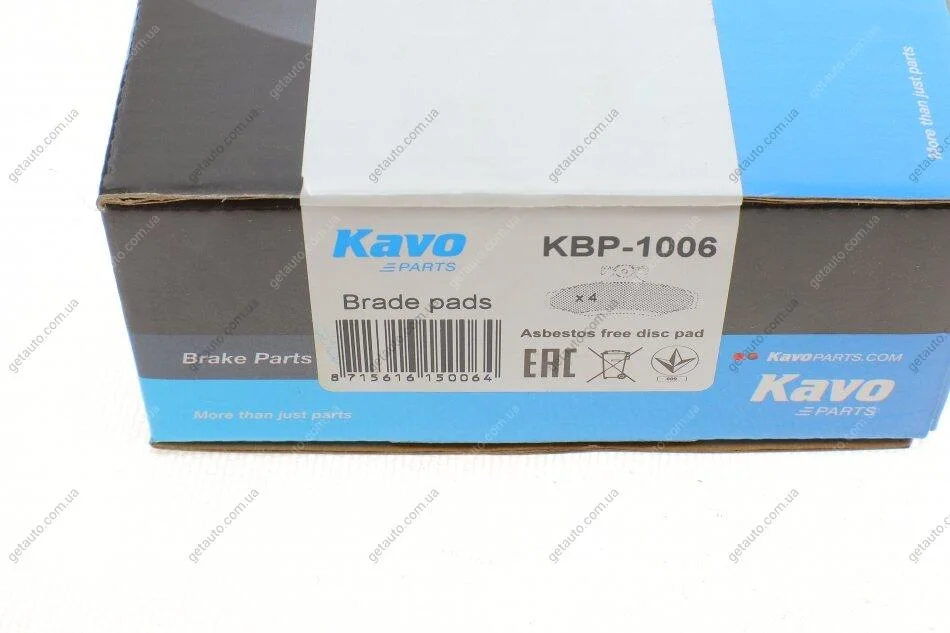 More than just parts
Kavo
PARTS
KBP-1006
x 4
Brade pads
Asbestos free disc pad
8 715616 150064
EAC
009
Brake Parts
More than just parts
KAVOPARTS.COM
Kavo
PARTS
getauto.com.ua